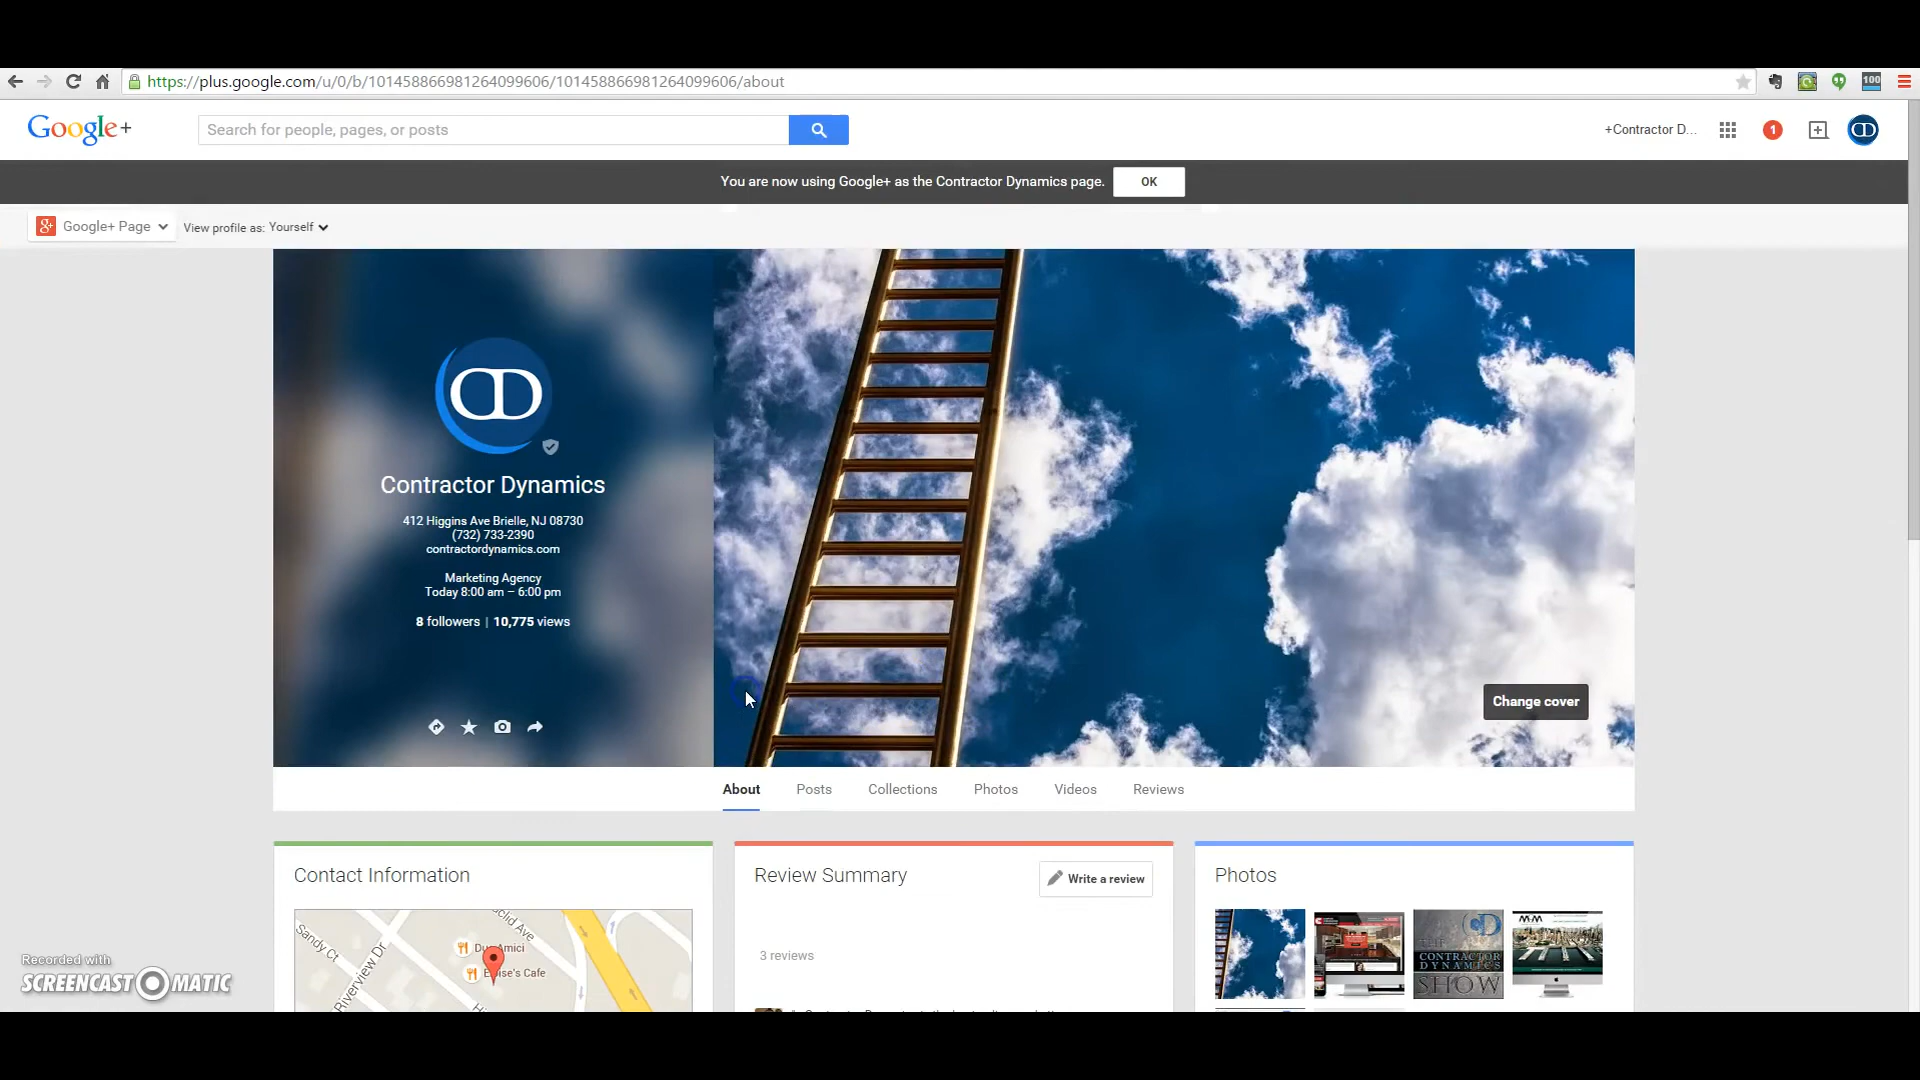 https://plus.google.com/u/0/b/101458866981264099606/101458866981264099606/about
100
Google+
Search for people, pages, or posts
+Contractor D...
1
You are now using Google+ as the Contractor Dynamics page.
OK
Google+ Page
View profile as: Yourself
CD
Contractor Dynamics
412 Higgins Ave Brielle, NJ 08730
(732) 733-2390
contractordynamics.com
Marketing Agency
Today 8:00 am – 6:00 pm
8 followers | 10,775 views
Change cover
About Posts Collections Photos Videos Reviews
Contact Information
Sandy Ct
Riverview Dr
Review Summary
Write a review
3 reviews
Photos
THE
CONTRACTOR
DYNAMICS
SHOW
Recorded with
SCREENCAST MATIC